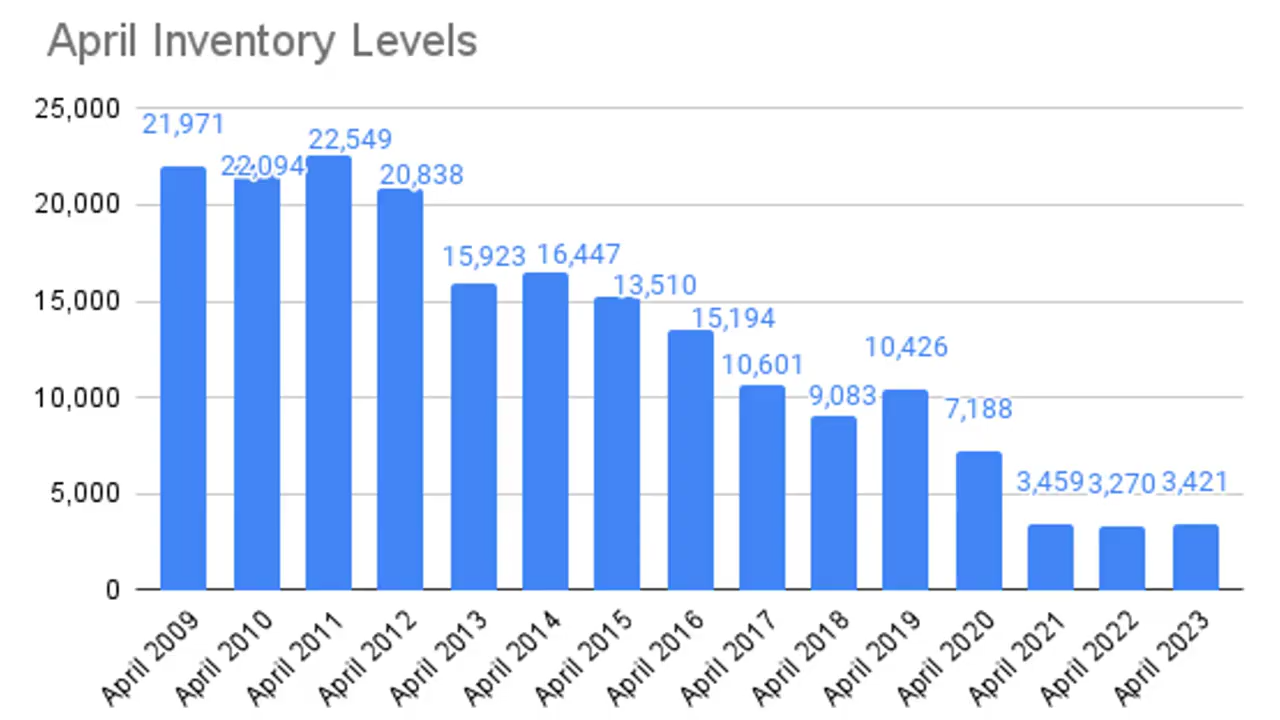 April Inventory Levels
25,000
20,000
15,000
10,000
5,000
0
21,971
22,094
22,549
20,838
15,923
16,447
13,510
15,194
10,601
9,083
10,426
7,188
3,459
3,270
3,421
April 2009
April 2010
April 2011
April 2012
April 2013
April 2014
April 2015
April 2016
April 2017
April 2018
April 2019
April 2020
April 2021
April 2022
April 2023